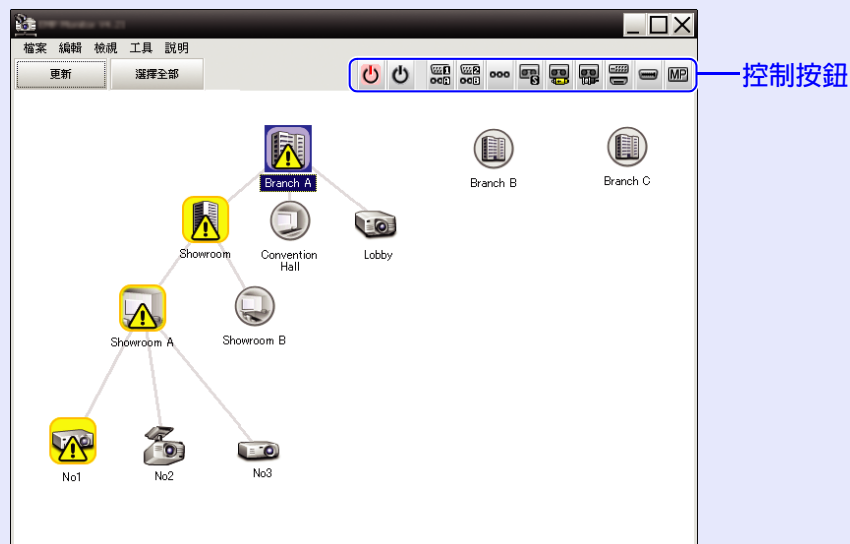 檔案 編輯 檢視 工具 說明
更新 選擇全部
MP
控制按鈕
Branch A
Branch B
Branch C
Showroom
Convention
Hall
Lobby
Showroom A
Showroom B
No1
No2
No3